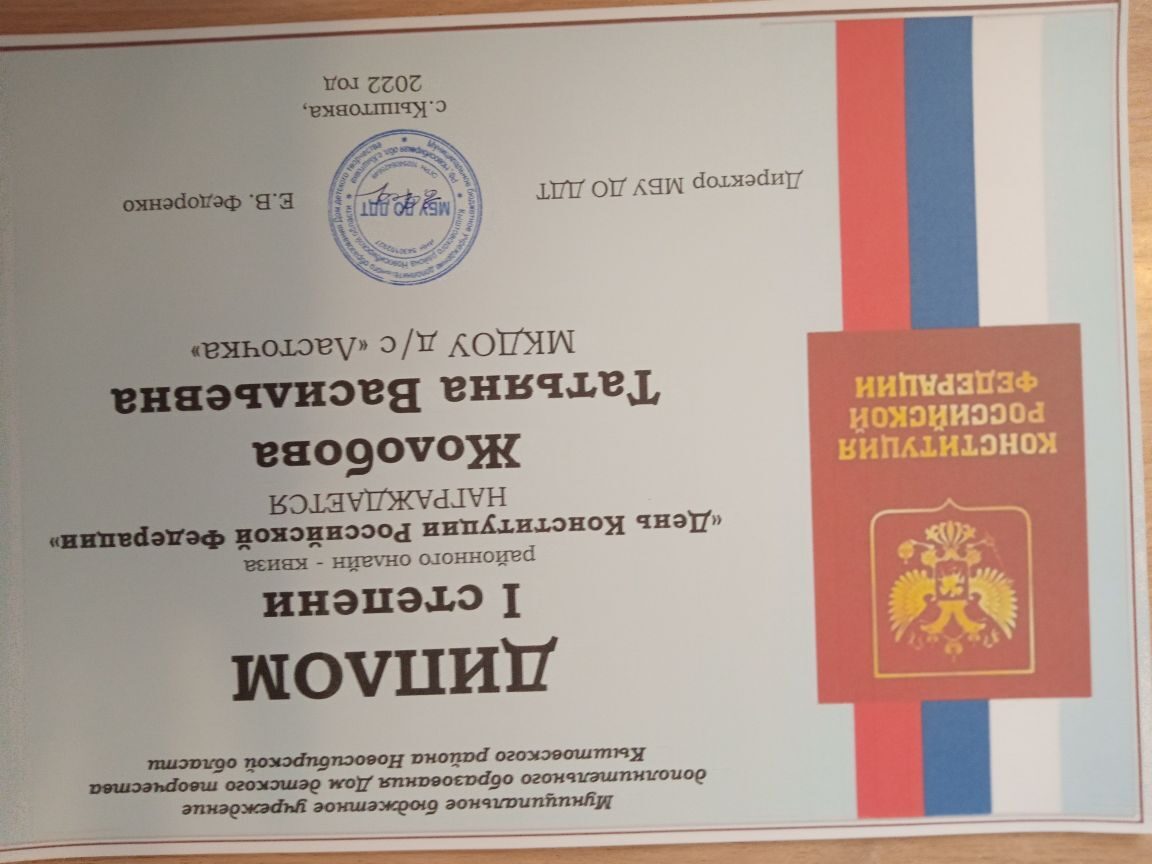 Муниципальное бюджетное учреждение
дополнительного образования Дом детского творчества
Кыштовского района Новосибирской области
ДИПЛОМ
I степени
районного онлайн - квиза
«День Конституции Российской Федерации»
НАГРАЖДАЕТСЯ
Жолобова
Татьяна Васильевна
МКДОУ д/с «Ласточка»
Директор МБУ ДО ДДТ
Е.В. Федоренко
МБУ ДО ДДТ
с.Кыштовка,
2022 год
КОНСТИТУЦИЯ
РОССИЙСКОЙ
ФЕДЕРАЦИИ